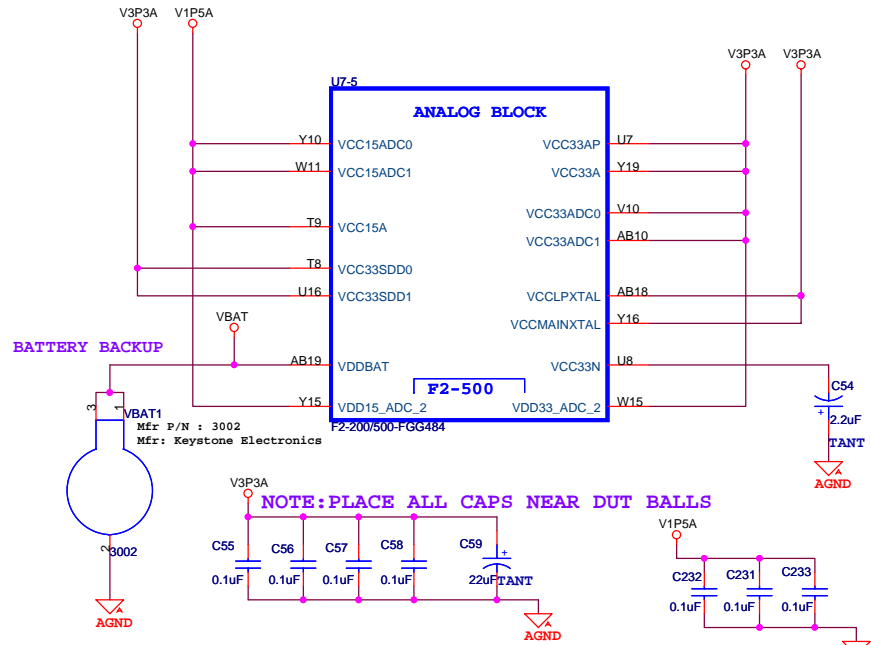 V3P3A
V1P5A
V3P3A
V3P3A
U7-5
ANALOG BLOCK
Y10
VCC15ADC0
VCC33AP
U7
W11
VCC15ADC1
VCC33A
Y19
VCC33ADC0
V10
T9
VCC15A
VCC33ADC1
AB10
T8
VCC33SDD0
U16
VCC33SDD1
VCCLPXTAL
AB18
VBAT
VCCMAINXTAL
Y16
BATTERY BACKUP
AB19
VDDBAT
VCC33N
U8
F2-500
C54
3
1
VBAT1
Y15
VDD15_ADC_2
VDD33_ADC_2
W15
+
2.2uF
Mfr P/N : 3002
F2-200/500-FGG484
Mfr: Keystone Electronics
TANT
A
AGND
V3P3A
NOTE:PLACE ALL CAPS NEAR DUT BALLS
V1P5A
2
3002
C55
C56
C57
C58
C59
+
0.1uF
0.1uF
0.1uF
0.1uF
22uF
TANT
C232
C231
C233
0.1uF
0.1uF
0.1uF
A
AGND
A
AGND